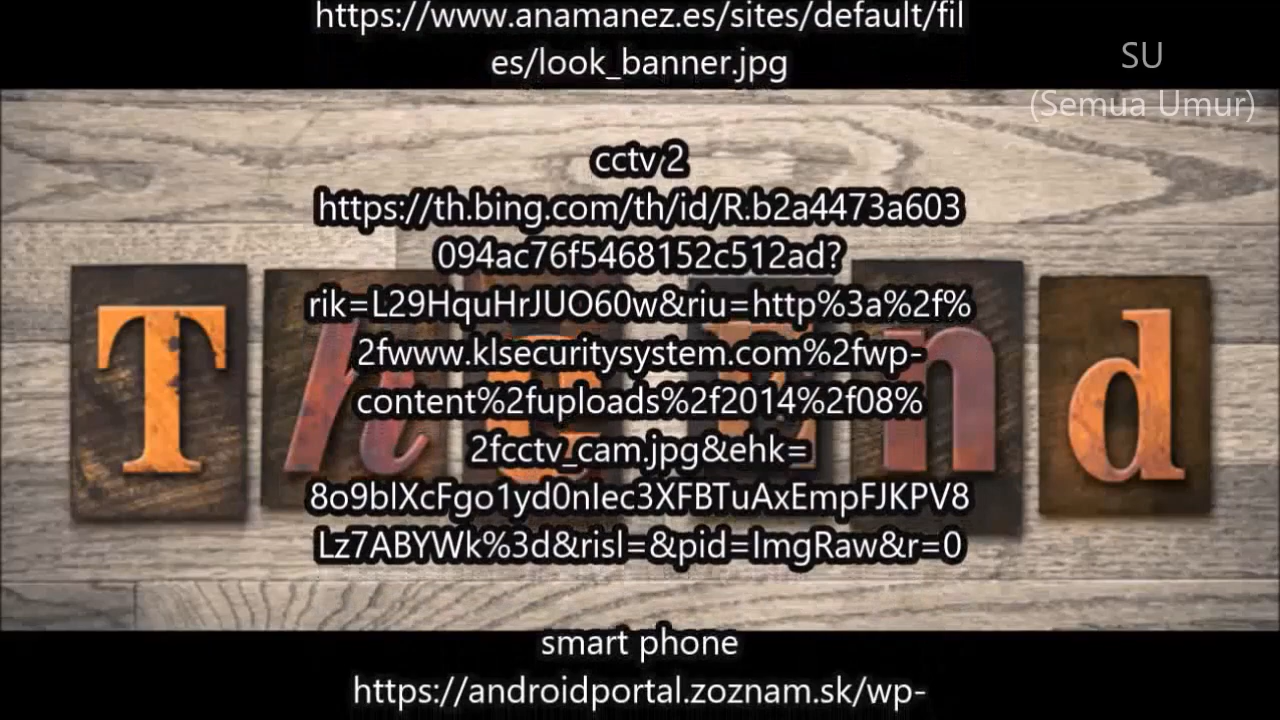 https://www.anamanez.es/sites/default/fil
es/look_banner.jpg
SU
(Semua Umur)
cctv 2
https://th.bing.com/th/id/R.b2a4473a603
094ac76f5468152c512ad?
rik=L29HquHrJUO60w&riu=http%3a%2f%
2fwww.klsecuritysystem.com%2fwp-
content%2fuploads%2f2014%2f08%
2fcctv_cam.jpg&ehk=
8o9blXcFgo1yd0nIec3XFBTuAxEmpFJKPV8
Lz7ABYWk%3d&risl=&pid=ImgRaw&r=0
The End
smart phone
https://androidportal.zoznam.sk/wp-